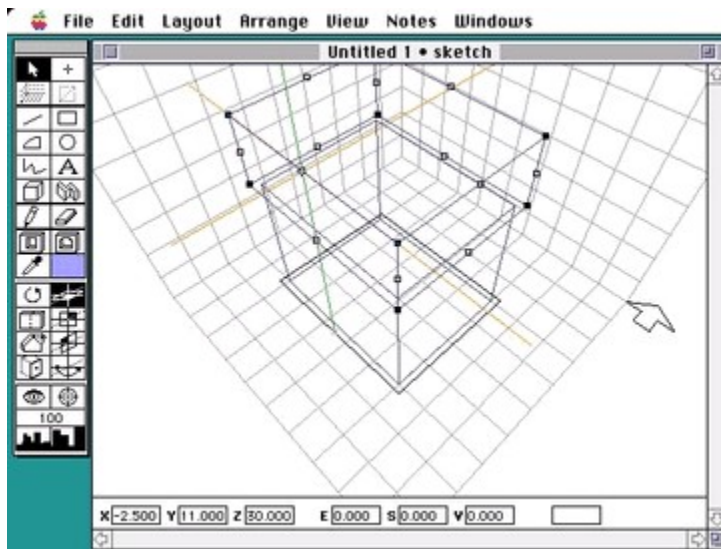 File Edit Layout Arrange View Notes Windows
Untitled 1 • sketch
A
100
X -2.500 Y 11.000 Z 30.000 E 0.000 S 0.000 V 0.000